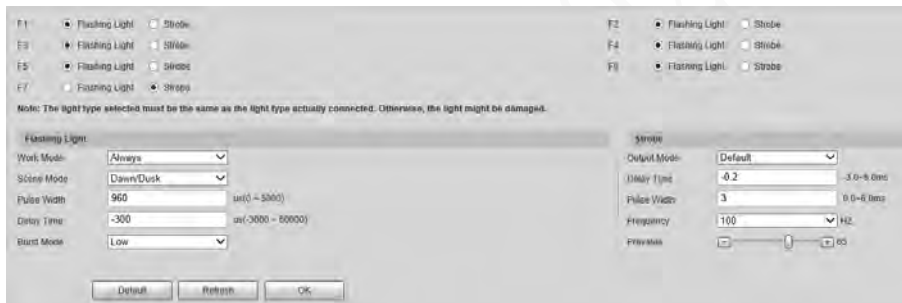 F1 Flashing Light Strobe F2 Flashing Light Strobe
F3 Flashing Light Strobe F4 Flashing Light Strobe
F5 Flashing Light Strobe F6 Flashing Light Strobe
F7 Flashing Light Strobe
Note: The light type selected must be the same as the light type actually connected. Otherwise, the light might be damaged.
Flashing Light Strobe
Work Mode Always Output Mode Default
Scene Mode Dawn/Dusk Delay Time -0.2 -3.0~6.0ms
Pulse Width 960 us(0 ~ 5000) Pulse Width 3 0.0~6.0ms
Delay Time -300 us(-3000 ~ 60000) Frequency 100 HZ
Burst Mode Low Prevalue 65
Default Refresh OK